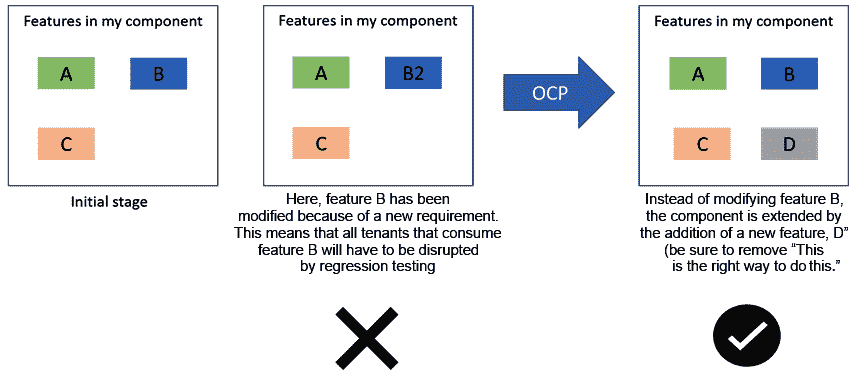 Features in my component
A
B
C
Initial stage
Features in my component
A
B2
C
Here, feature B has been
modified because of a new requirement.
This means that all tenants that consume
feature B will have to be disrupted
by regression testing
OCP
Features in my component
A
B
C
D
Instead of modifying feature B,
the component is extended by
the addition of a new feature, D”
(be sure to remove “This
is the right way to do this.”